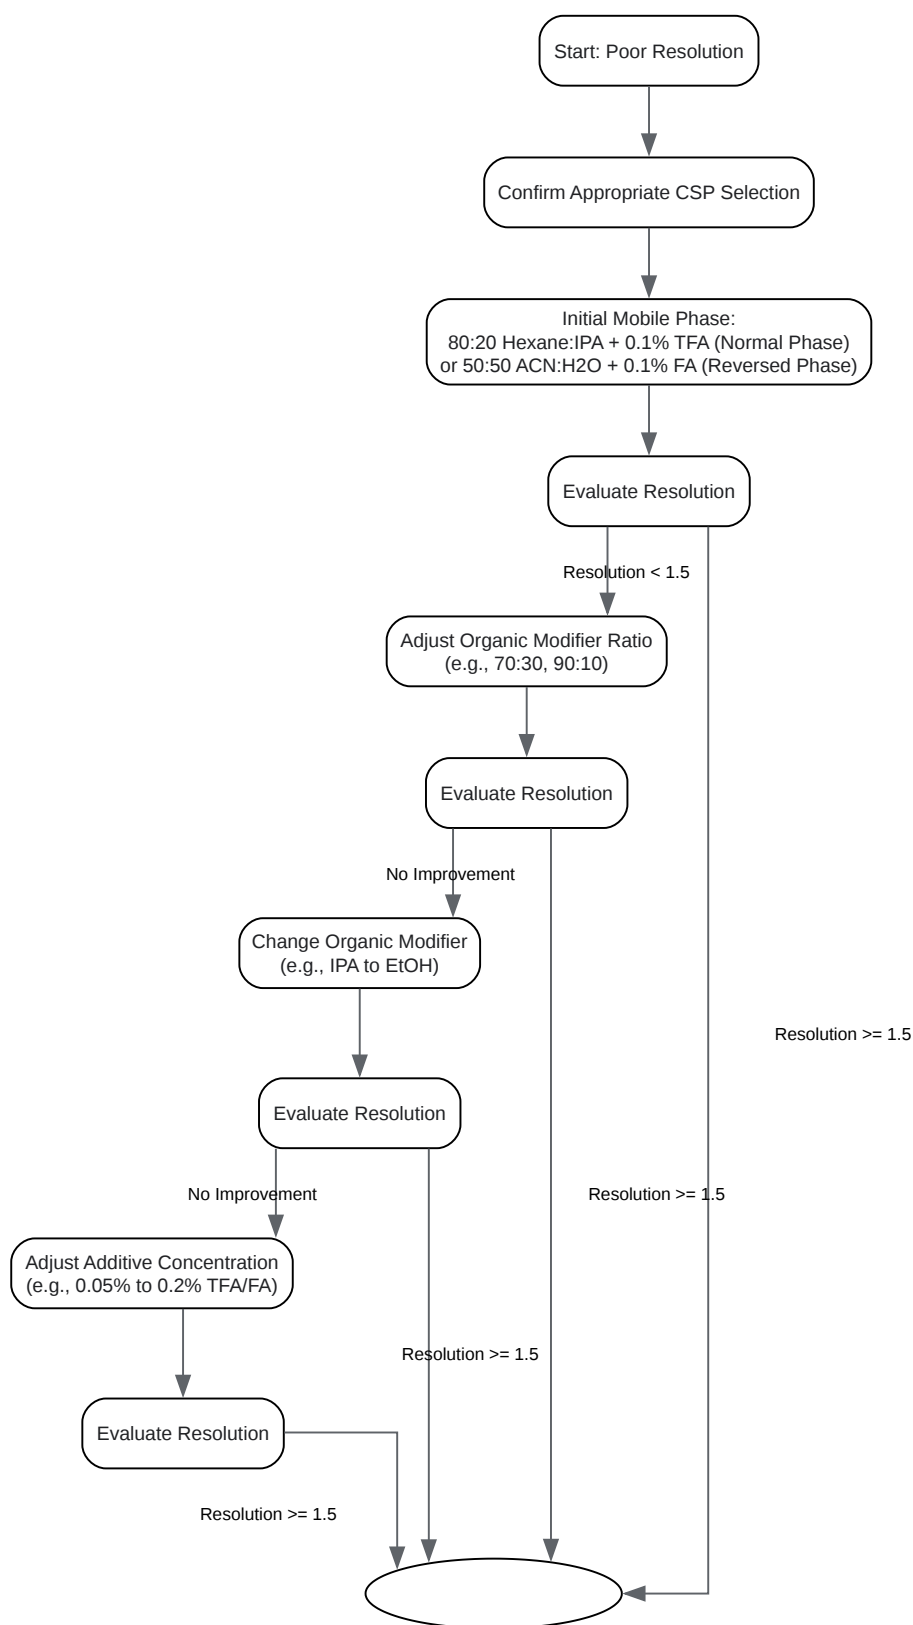 Start: Poor Resolution
Confirm Appropriate CSP Selection
Initial Mobile Phase:
80:20 Hexane:IPA + 0.1% TFA (Normal Phase)
or 50:50 ACN:H2O + 0.1% FA (Reversed Phase)
Evaluate Resolution
Resolution < 1.5
Adjust Organic Modifier Ratio
(e.g., 70:30, 90:10)
Evaluate Resolution
No Improvement
Change Organic Modifier
(e.g., IPA to EtOH)
Resolution >= 1.5
Evaluate Resolution
No Improvement
Resolution >= 1.5
Adjust Additive Concentration
(e.g., 0.05% to 0.2% TFA/FA)
Resolution >= 1.5
Evaluate Resolution
Resolution >= 1.5